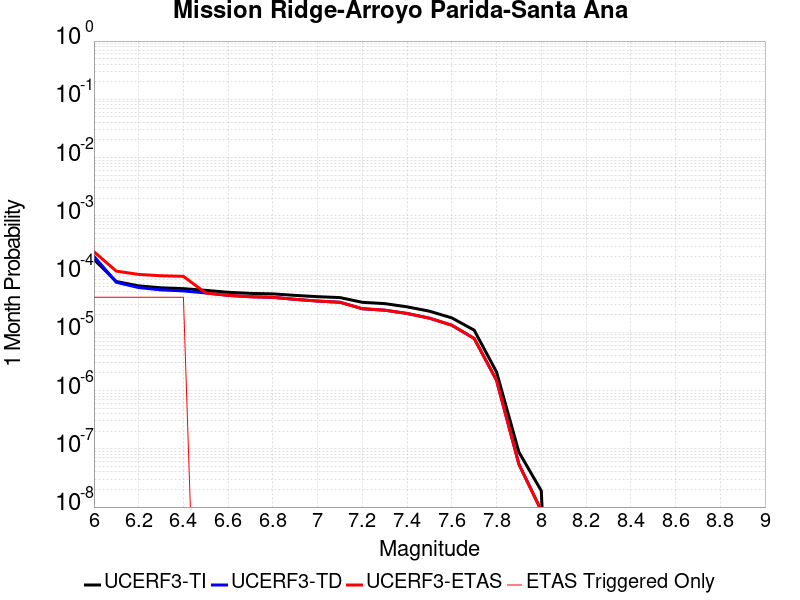 Mission Ridge-Arroyo Parida-Santa Ana
10^0
10^-1
10^-2
10^-3
10^-4
10^-5
10^-6
10^-7
10^-8
1 Month Probability
6 6.2 6.4 6.6 6.8 7 7.2 7.4 7.6 7.8 8 8.2 8.4 8.6 8.8 9
Magnitude
UCERF3-TI UCERF3-TD UCERF3-ETAS ETAS Triggered Only